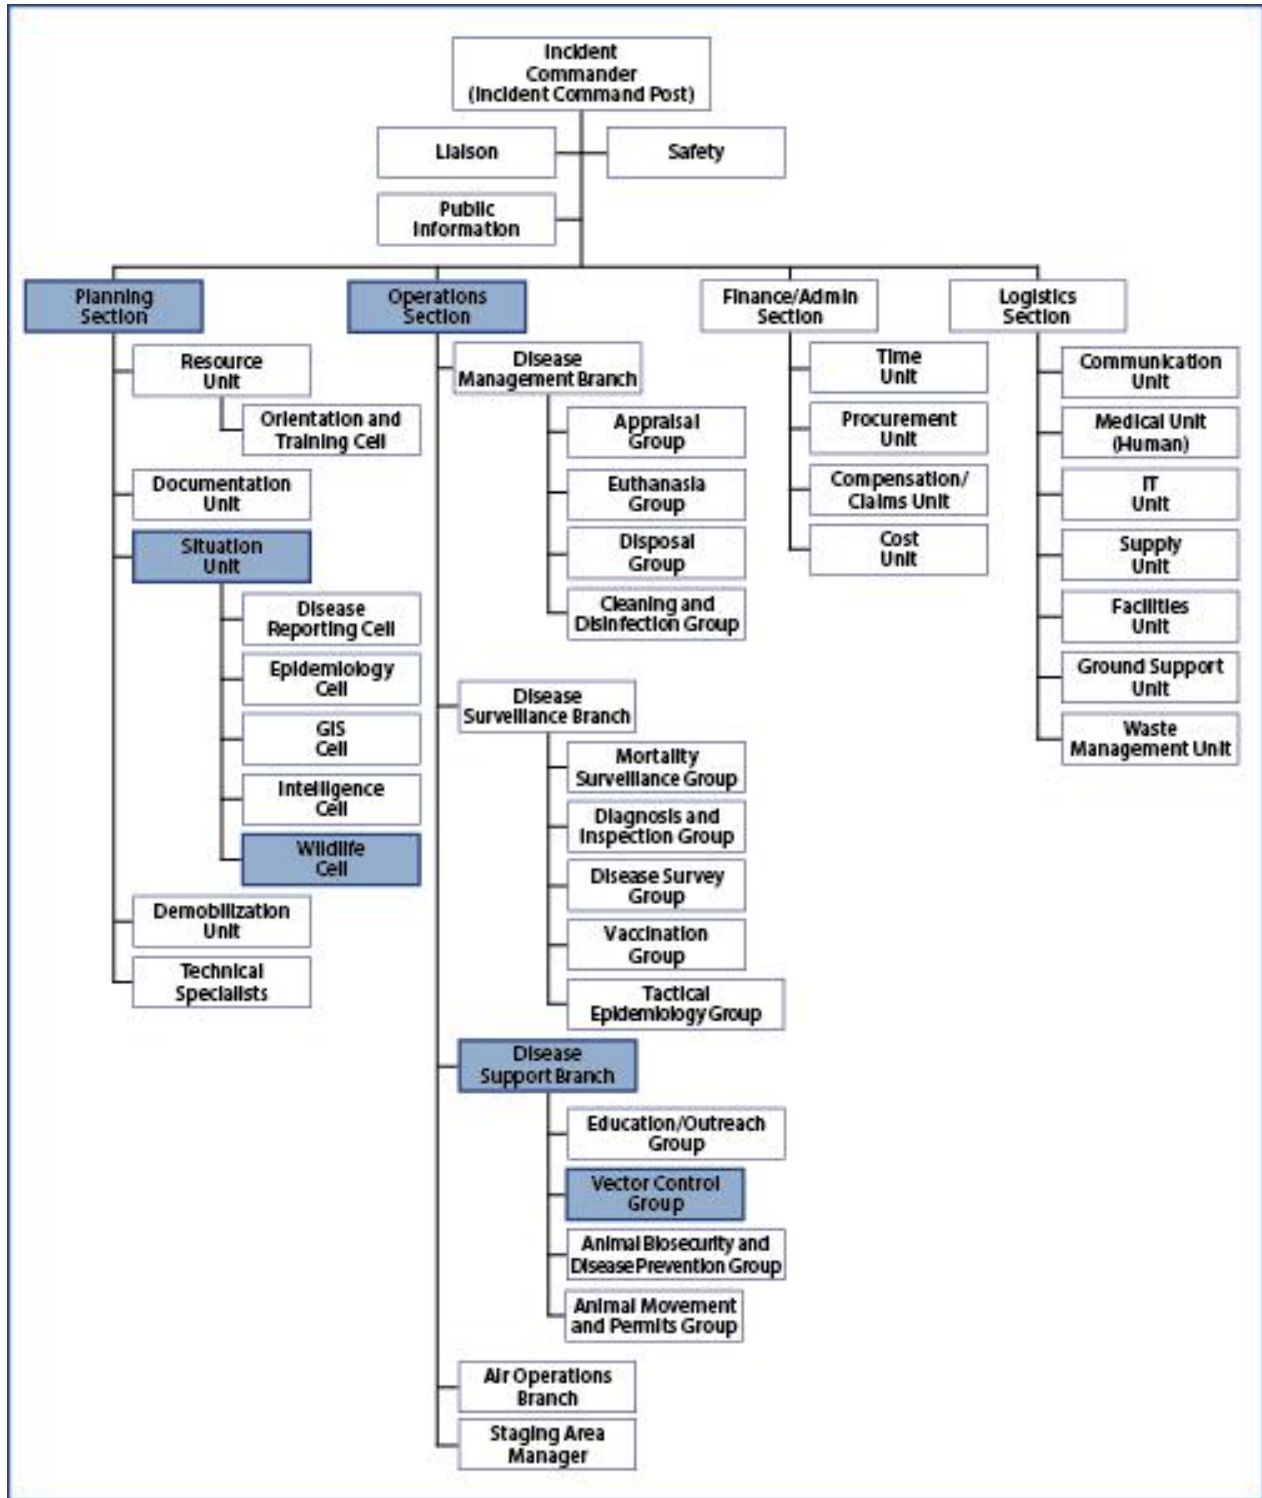 Incident
Commander
(Incident Command Post)
Liaison
Safety
Public
Information
Planning
Section
Resource
Unit
Orientation and
Training Cell
Documentation
Unit
Situation
Unit
Disease
Reporting Cell
Epidemiology
Cell
GIS
Cell
Intelligence
Cell
Wildlife
Cell
Demobilization
Unit
Technical
Specialists
Operations
Section
Disease
Management Branch
Appraisal
Group
Euthanasia
Group
Disposal
Group
Cleaning and
Disinfection Group
Disease
Surveillance Branch
Mortality
Surveillance Group
Diagnosis and
Inspection Group
Disease Survey
Group
Vaccination
Group
Tactical
Epidemiology Group
Disease
Support Branch
Education/Outreach
Group
Vector Control
Group
Animal Biosecurity and
Disease Prevention Group
Animal Movement
and Permits Group
Air Operations
Branch
Staging Area
Manager
Finance/Admin
Section
Time
Unit
Procurement
Unit
Compensation/
Claims Unit
Cost
Unit
Logistics
Section
Communication
Unit
Medical Unit
(Human)
IT
Unit
Supply
Unit
Facilities
Unit
Ground Support
Unit
Waste
Management Unit